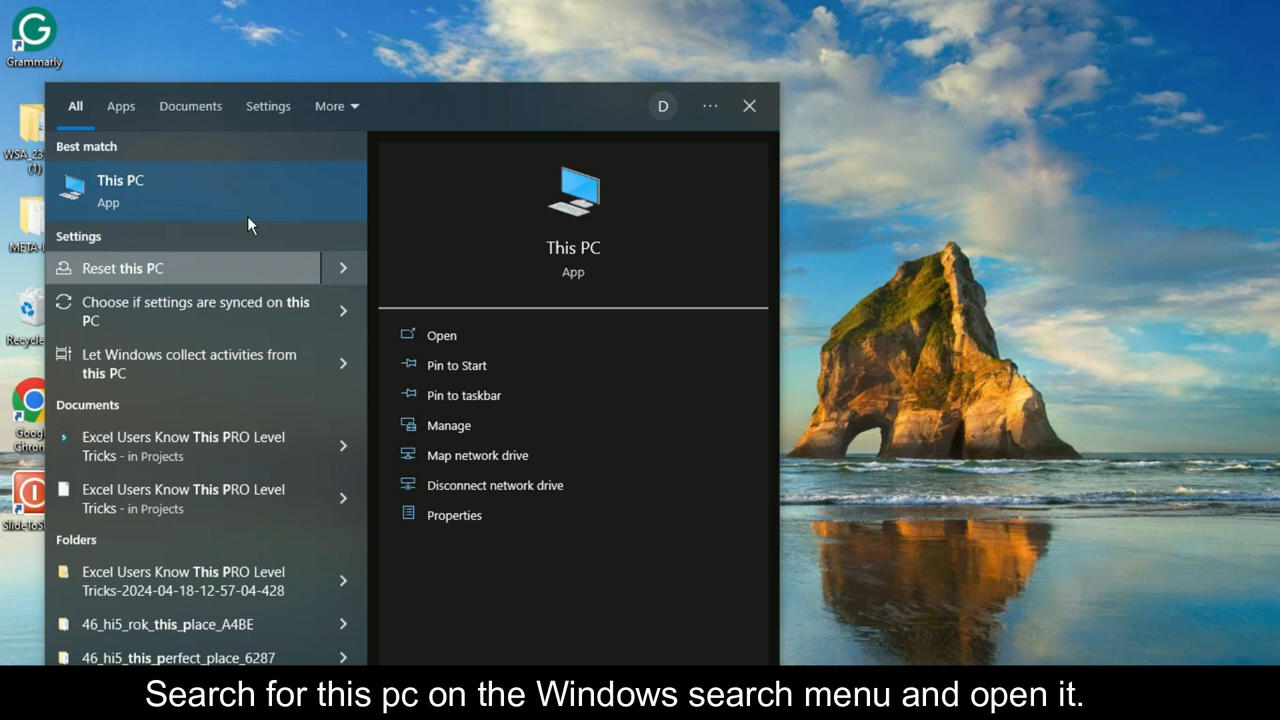 Grammarly
All
Apps
Documents
Settings
More
D
Best match
This PC
App
Settings
Reset this PC
Choose if settings are synced on this
PC
Let Windows collect activities from
this PC
Documents
Excel Users Know This PRO Level
Tricks - in Projects
Excel Users Know This PRO Level
Tricks - in Projects
Folders
Excel Users Know This PRO Level
Tricks-2024-04-18-12-57-04-428
46_hi5_rok_this_place_A4BE
46_hi5_this_perfect_place_6287
This PC
App
Open
Pin to Start
Pin to taskbar
Manage
Map network drive
Disconnect network drive
Properties
WSA_23
(1)
META-I
Recycle
Goog
Chron
Search for this pc on the Windows search menu and open it.